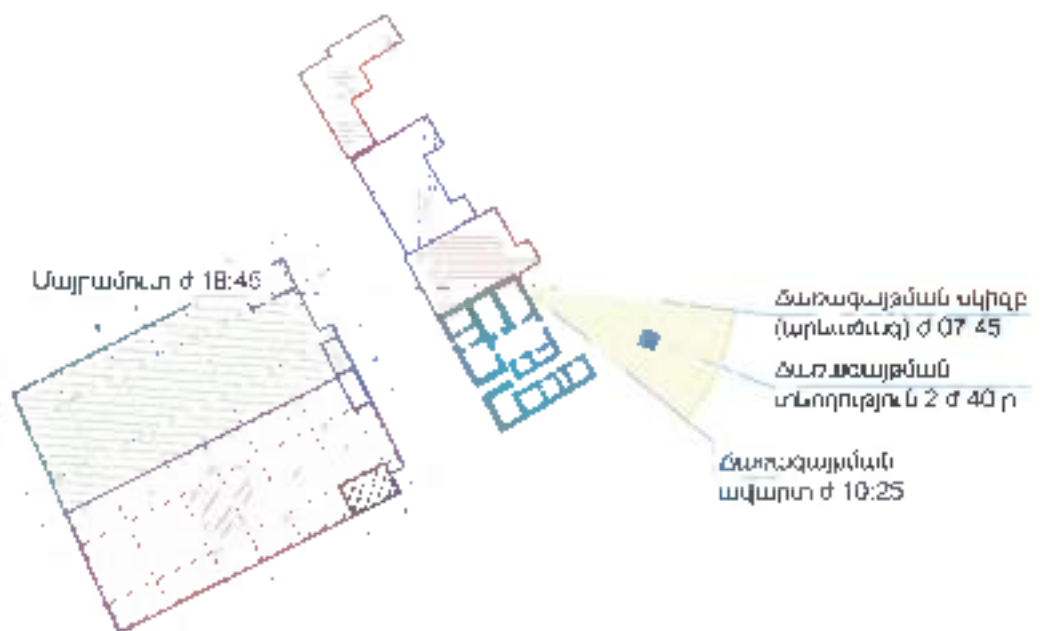 Մայրամուտ ժ 18:45
Ճառագայթման սկիզբ
(արևածագ) ժ 07 45
Ճառագայթման
տևողություն 2 ժ 40 ր
Ճառագայթման
ավարտ ժ 10:25